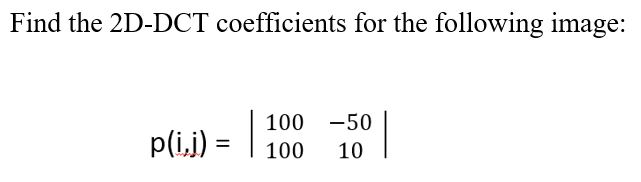 Find the 2D-DCT coefficients for the following image:
p(i,j) = | 100 −50 |
| 100 10 |